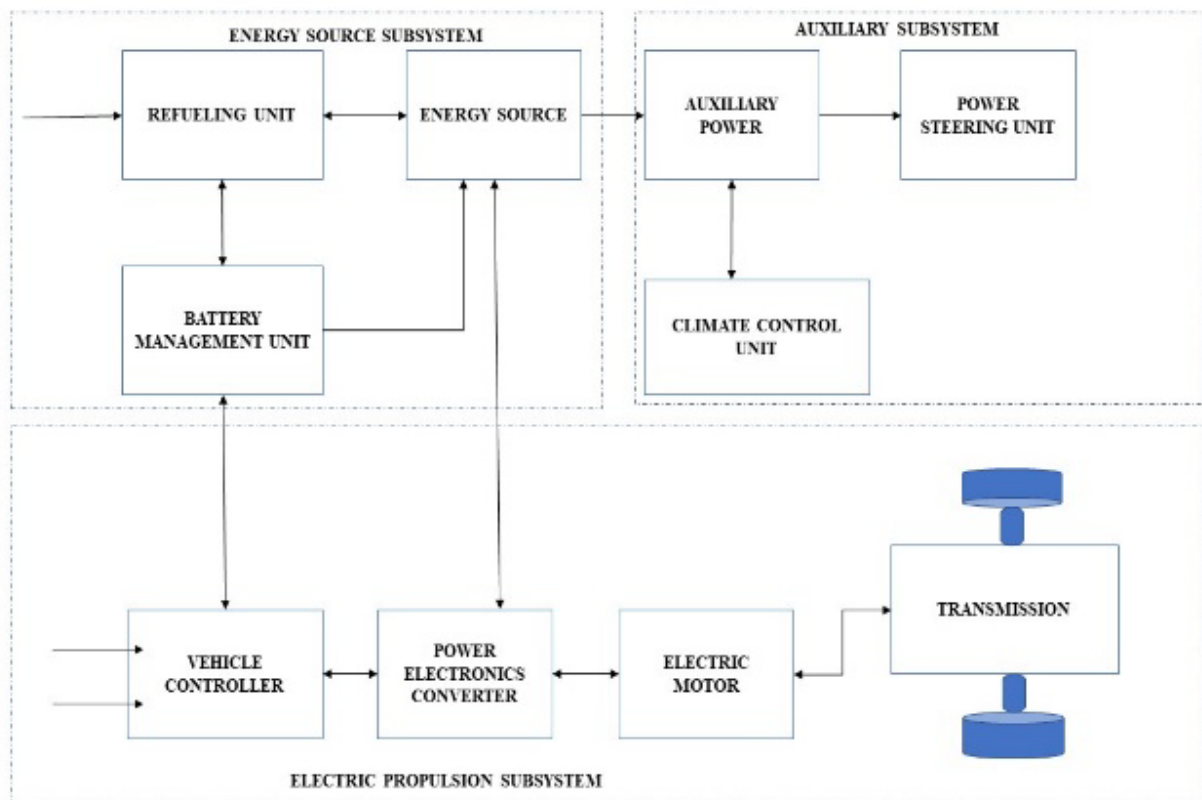 ENERGY SOURCE SUBSYSTEM
AUXILIARY SUBSYSTEM
REFUELING UNIT
ENERGY SOURCE
AUXILIARY
POWER
POWER
STEERING UNIT
BATTERY
MANAGEMENT UNIT
CLIMATE CONTROL
UNIT
VEHICLE
CONTROLLER
POWER
ELECTRONICS
CONVERTER
ELECTRIC
MOTOR
TRANSMISSION
ELECTRIC PROPULSION SUBSYSTEM